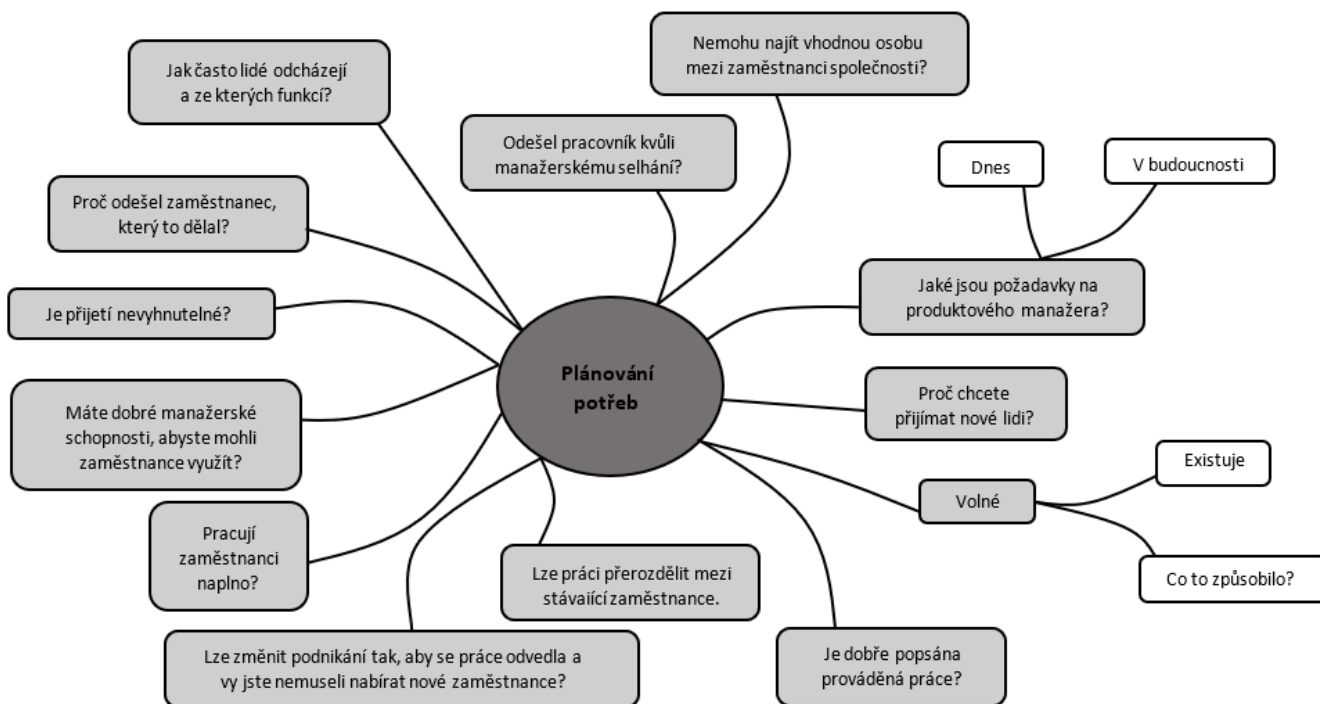 Nemohu najít vhodnou osobu
mezi zaměstnanci společnosti?
Jak často lidé odcházejí
a ze kterých funkcí?
Odešel pracovník kvůli
manažerskému selhání?
Dnes
V budoucnosti
Proč odešel zaměstnanec,
který to dělal?
Jaké jsou požadavky na
produktového manažera?
Je přijetí nevyhnutelné?
Plánování
potřeb
Proč chcete
přijímat nové lidi?
Máte dobré manažerské
schopnosti, abyste mohli
zaměstnance využít?
Existuje
Volné
Pracují
zaměstnanci
naplno?
Lze práci přerozdělit mezi
stávaiící zaměstnance.
Co to způsobilo?
Lze změnit podnikání tak, aby se práce odvedla a
vy jste nemuseli nabírat nové zaměstnance?
Je dobře popsána
prováděná práce?